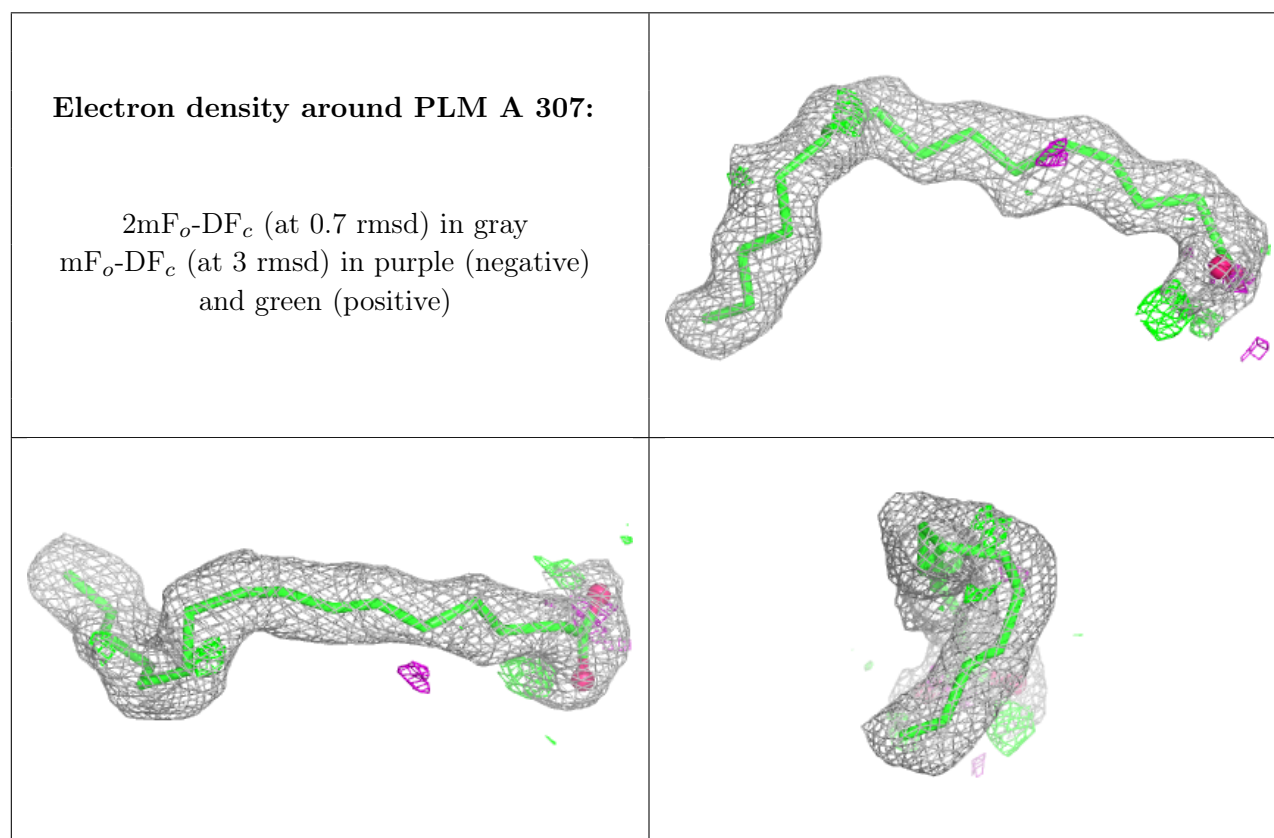 Electron density around PLM A 307:
2mFo-DFc (at 0.7 rmsd) in gray
mFo-DFc (at 3 rmsd) in purple (negative)
and green (positive)